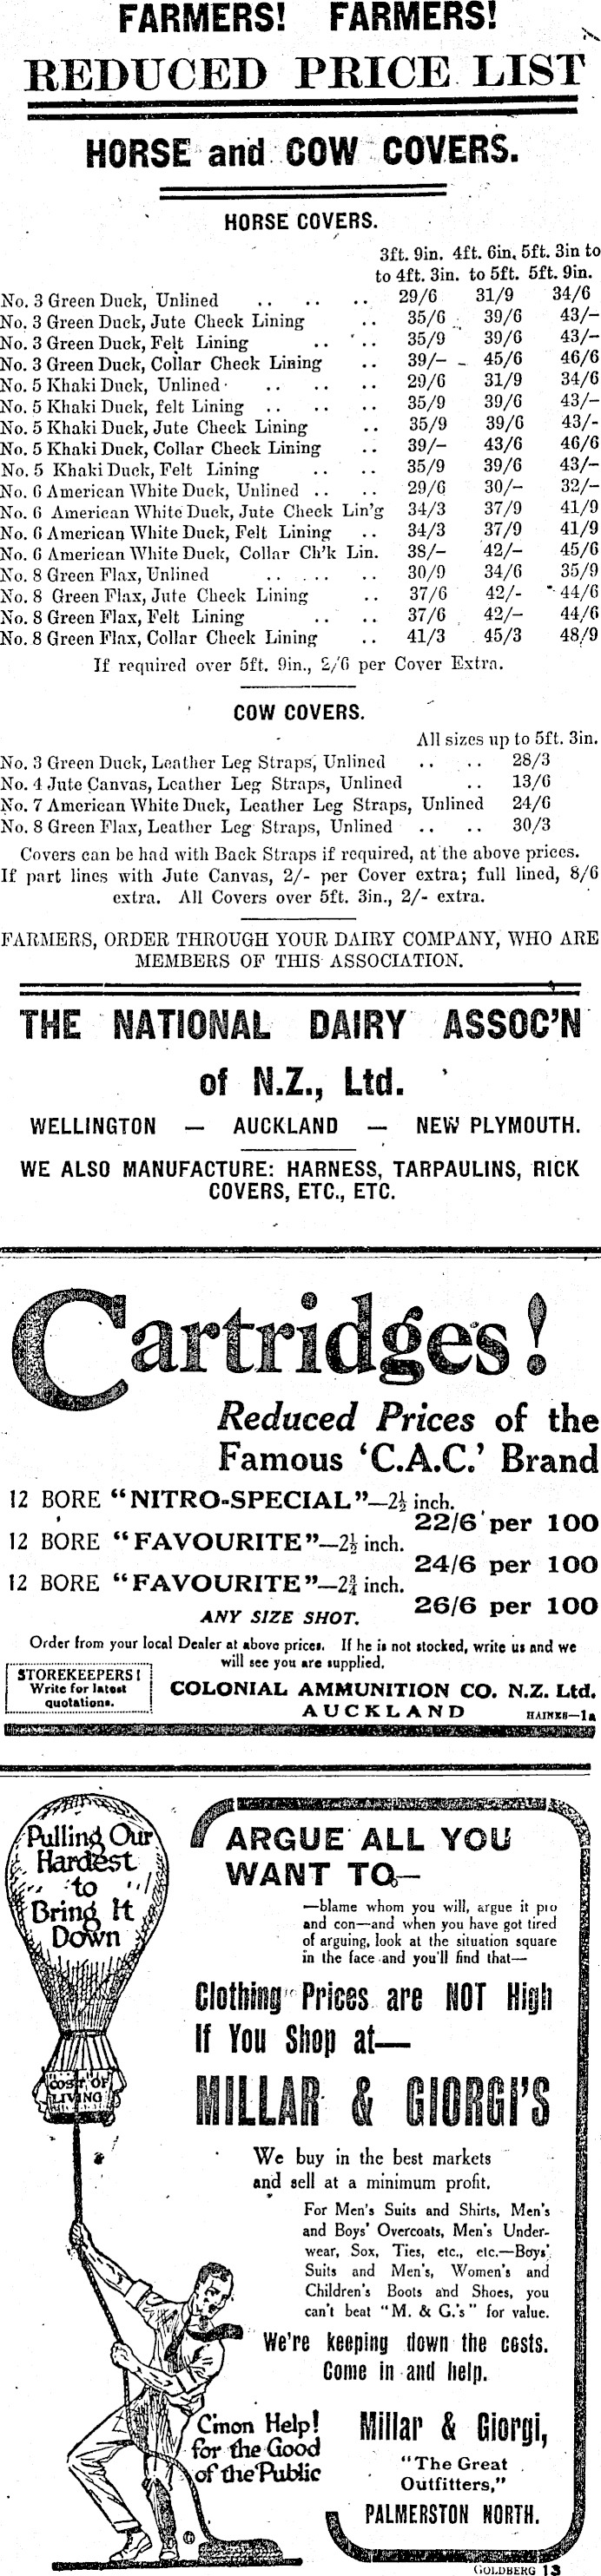 FARMERS! FARMERS!
REDUCED PRICE LIST
HORSE and COW COVERS.
HORSE COVERS.
3ft. 9in. 4ft. 6in. 5ft. 3in to
to 4ft. 3in. to 5ft. 5ft. 9in.
No. 3 Green Duck, Unlined .. .. .. 29/6 31/9 34/6
No. 3 Green Duck, Jute Check Lining .. 35/6 39/6 43/-
No. 3 Green Duck, Felt Lining .. .. 35/9 39/6 43/-
No. 3 Green Duck, Collar Check Lining .. 39/- 45/6 46/6
No. 5 Khaki Duck, Unlined .. .. .. 29/6 31/9 34/6
No. 5 Khaki Duck, felt Lining .. .. .. 35/9 39/6 43/-
No. 5 Khaki Duck, Jute Check Lining .. 35/9 39/6 43/-
No. 5 Khaki Duck, Collar Check Lining .. 39/- 43/6 46/6
No. 5 Khaki Duck, Felt Lining .. .. 35/9 39/6 43/-
No. 6 American White Duck, Unlined .. .. 29/6 30/- 32/-
No. 6 American White Duck, Jute Check Lin'g 34/3 37/9 41/9
No. 6 American White Duck, Felt Lining .. 34/3 37/9 41/9
No. 6 American White Duck, Collar Ch'k Lin. 38/- 42/- 45/6
No. 8 Green Flax, Unlined .. .. .. 30/9 34/6 35/9
No. 8 Green Flax, Jute Check Lining .. 37/6 42/- 44/6
No. 8 Green Flax, Felt Lining .. .. 37/6 42/- 44/6
No. 8 Green Flax, Collar Check Lining .. 41/3 45/3 48/9
If required over 5ft. 9in., 2/6 per Cover Extra.
COW COVERS.
All sizes up to 5ft. 3in.
No. 3 Green Duck, Leather Leg Straps, Unlined .. .. 28/3
No. 4 Jute Canvas, Leather Leg Straps, Unlined .. 13/6
No. 7 American White Duck, Leather Leg Straps, Unlined 24/6
No. 8 Green Flax, Leather Leg Straps, Unlined .. .. 30/3
Covers can be had with Back Straps if required, at the above prices.
If part lines with Jute Canvas, 2/- per Cover extra; full lined, 8/6
extra. All Covers over 5ft. 3in., 2/- extra.
FARMERS, ORDER THROUGH YOUR DAIRY COMPANY, WHO ARE
MEMBERS OF THIS ASSOCIATION.
THE NATIONAL DAIRY ASSOC'N
of N.Z., Ltd.
WELLINGTON — AUCKLAND — NEW PLYMOUTH.
WE ALSO MANUFACTURE: HARNESS, TARPAULINS, RICK
COVERS, ETC., ETC.
Cartridges!
Reduced Prices of the
Famous 'C.A.C.' Brand
12 BORE "NITRO-SPECIAL"—2½ inch.
22/6 per 100
12 BORE "FAVOURITE"—2½ inch.
24/6 per 100
12 BORE "FAVOURITE"—2¾ inch.
26/6 per 100
ANY SIZE SHOT.
Order from your local Dealer at above prices. If he is not stocked, write us and we
will see you are supplied.
STOREKEEPERS!
Write for latest
quotations.
COLONIAL AMMUNITION CO. N.Z. Ltd.
AUCKLAND HAINES—1a
Pulling Our
Hardest
to
Bring It
Down
COST OF
LIVING
ARGUE ALL YOU
WANT TO—
—blame whom you will, argue it pro
and con—and when you have got tired
of arguing, look at the situation square
in the face and you'll find that—
Clothing Prices are NOT High
If You Shop at—
MILLAR & GIORGI'S
We buy in the best markets
and sell at a minimum profit.
For Men's Suits and Shirts, Men's
and Boys' Overcoats, Men's Under-
wear, Sox, Ties, etc., etc.—Boys'
Suits and Men's, Women's and
Children's Boots and Shoes, you
can't beat "M. & G.'s" for value.
We're keeping down the costs.
Come in and help.
C'mon Help!
for the Good
of the Public
Millar & Giorgi,
"The Great
Outfitters,"
PALMERSTON NORTH.
GOLDBERG 13